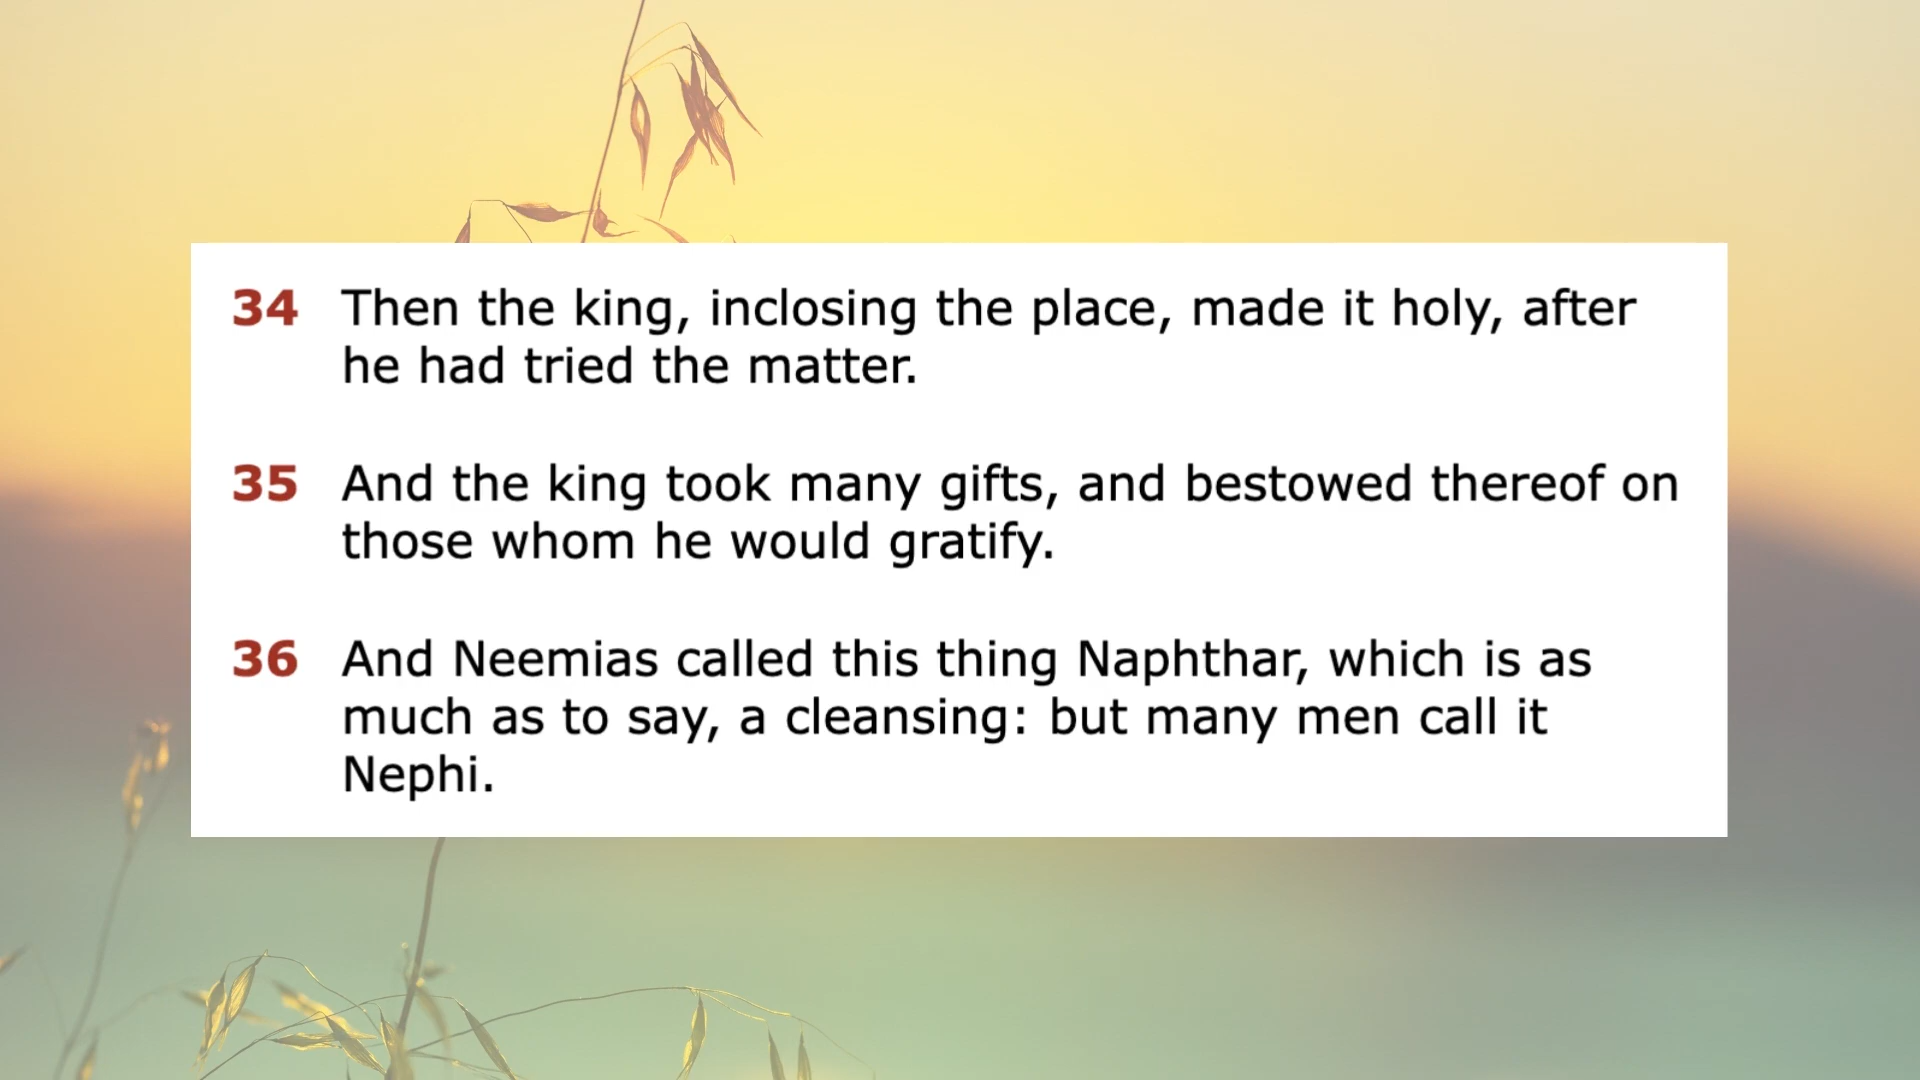 34 Then the king, inclosing the place, made it holy, after
he had tried the matter.
35 And the king took many gifts, and bestowed thereof on
those whom he would gratify.
36 And Neemias called this thing Naphthar, which is as
much as to say, a cleansing: but many men call it
Nephi.